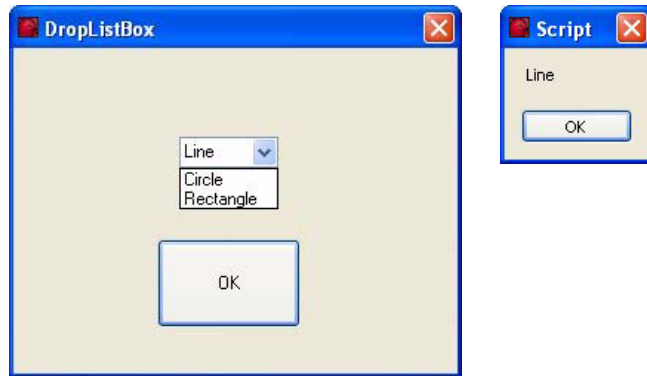 DropListBox
Line
Circle
Rectangle
OK
Script
Line
OK